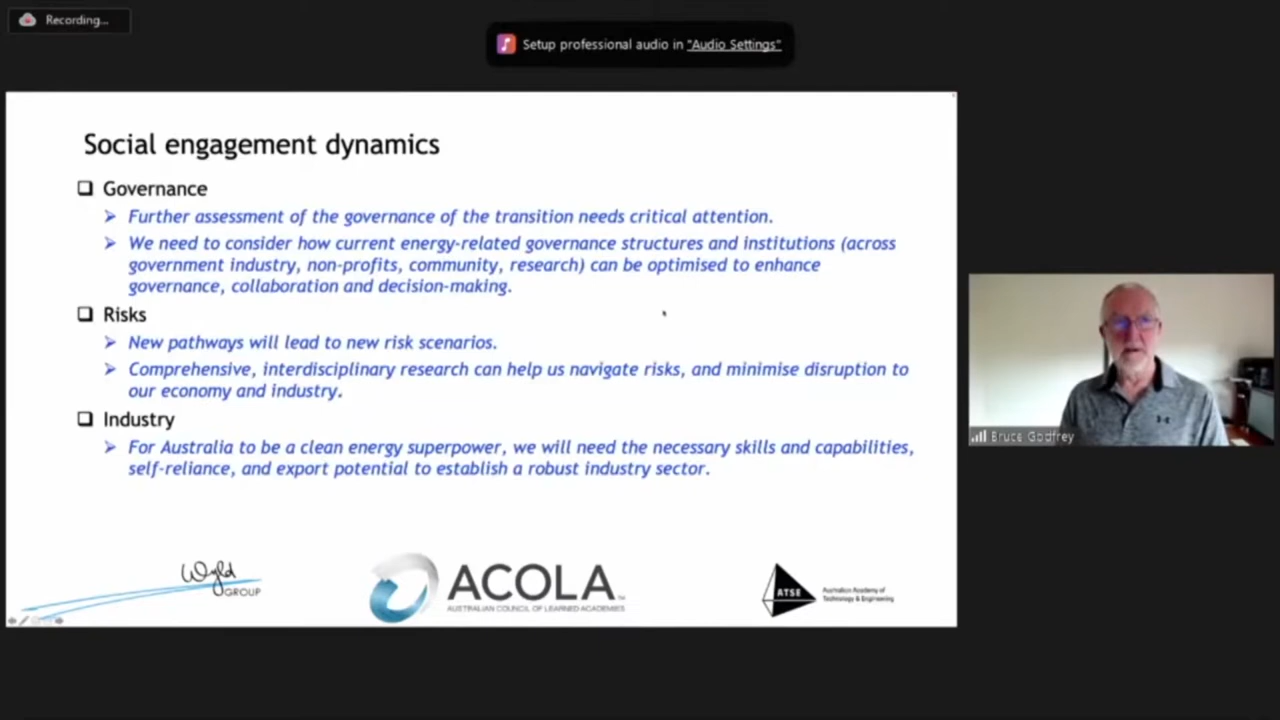 Recording...
Setup professional audio in "Audio Settings"
Social engagement dynamics
Governance
Further assessment of the governance of the transition needs critical attention.
We need to consider how current energy-related governance structures and institutions (across
government industry, non-profits, community, research) can be optimised to enhance
governance, collaboration and decision-making.
Risks
New pathways will lead to new risk scenarios.
Comprehensive, interdisciplinary research can help us navigate risks, and minimise disruption to
our economy and industry.
Industry
For Australia to be a clean energy superpower, we will need the necessary skills and capabilities,
self-reliance, and export potential to establish a robust industry sector.
Bruce Godfrey
Wyld
GROUP
ACOLA
AUSTRALIAN COUNCIL OF LEARNED ACADEMIES
ATSE
Australian Academy of
Technology & Engineering